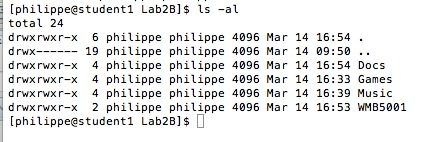 [philippe@student1 Lab2B]$ ls -al
total 24
drwxrwxr-x  6 philippe philippe 4096 Mar 14 16:54 .
drwx------ 19 philippe philippe 4096 Mar 14 09:50 ..
drwxrwxr-x  4 philippe philippe 4096 Mar 14 16:54 Docs
drwxrwxr-x  4 philippe philippe 4096 Mar 14 16:33 Games
drwxrwxr-x  4 philippe philippe 4096 Mar 14 16:39 Music
drwxrwxr-x  2 philippe philippe 4096 Mar 14 16:53 WMB5001
[philippe@student1 Lab2B]$